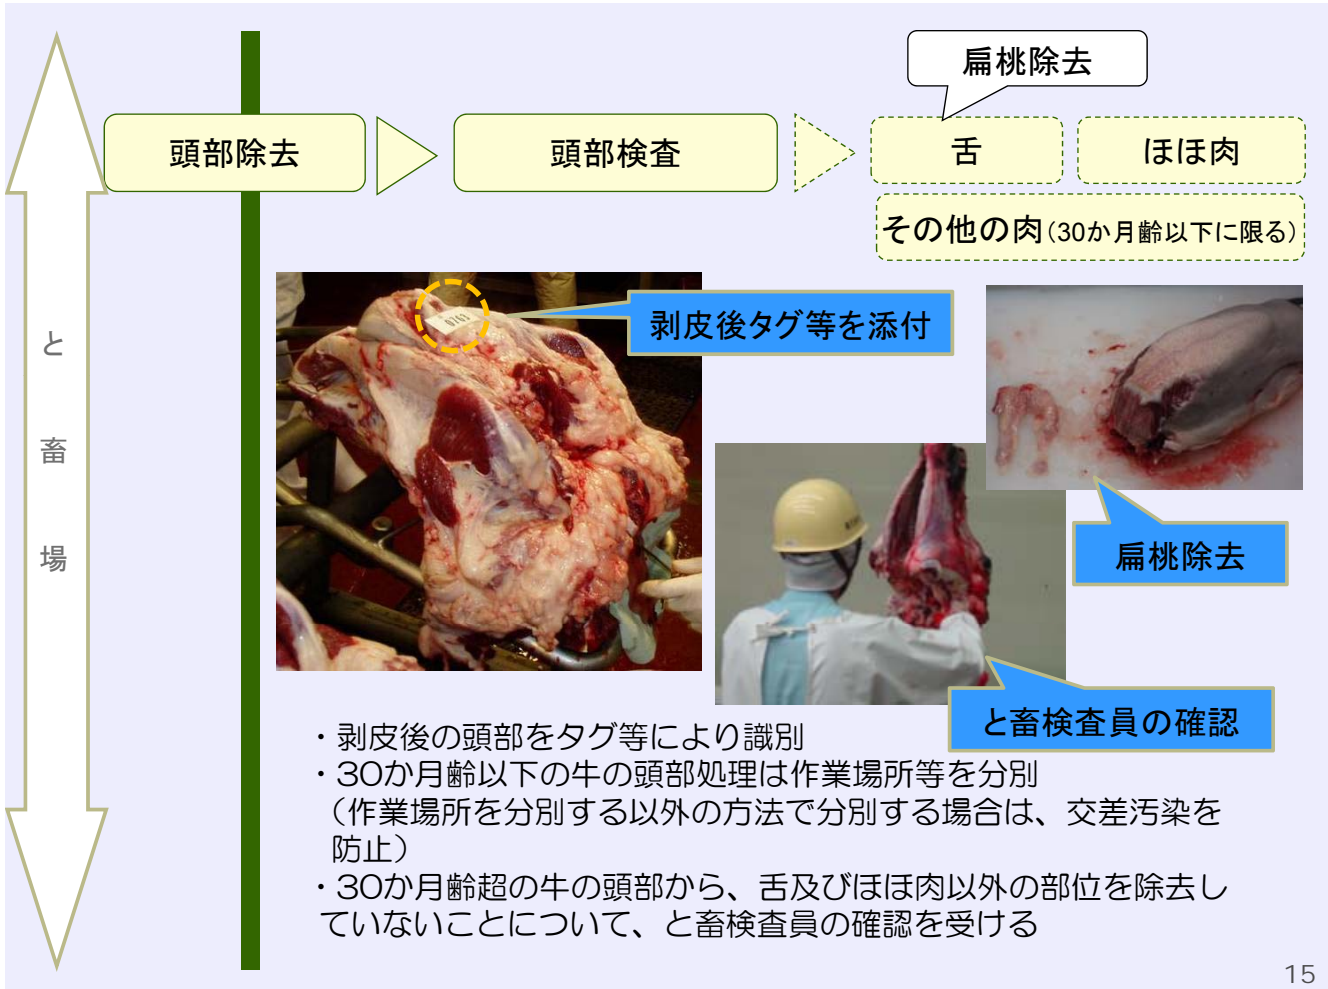 扁桃除去
頭部除去
頭部検査
舌
ほほ肉
その他の肉(30か月齢以下に限る)
と
畜
場
0763
剥皮後タグ等を添付
扁桃除去
と畜検査員の確認
・剥皮後の頭部をタグ等により識別
・30か月齢以下の牛の頭部処理は作業場所等を分別
（作業場所を分別する以外の方法で分別する場合は、交差汚染を
防止）
・30か月齢超の牛の頭部から、舌及びほほ肉以外の部位を除去し
ていないことについて、と畜検査員の確認を受ける
15